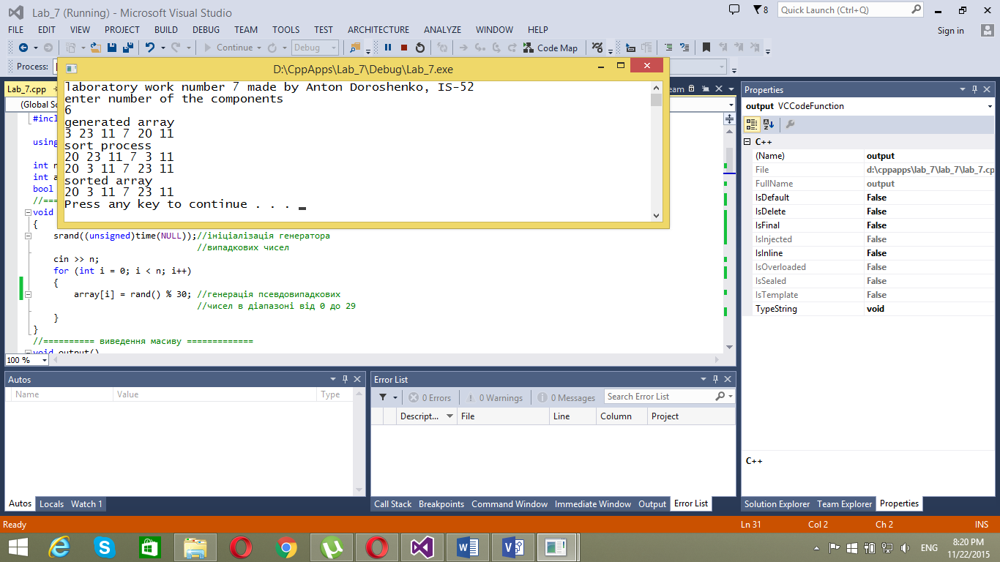 Lab_7 (Running) - Microsoft Visual Studio
8
Quick Launch (Ctrl+Q)
FILE EDIT VIEW PROJECT BUILD DEBUG TEAM TOOLS TEST ARCHITECTURE ANALYZE WINDOW HELP
Sign in
Continue Debug Code Map
Process:
D:\CppApps\Lab_7\Debug\Lab_7.exe
laboratory work number 7 made by Anton Doroshenko, IS-52
enter number of the components
6
generated array
3 23 11 7 20 11
sort process
20 23 11 7 3 11
20 3 11 7 23 11
sorted array
20 3 11 7 23 11
Press any key to continue . . .
Lab_7.cpp
(Global Sc
#incl
using
int n
int a
bool
//===
void
{
srand((unsigned)time(NULL));//ініціалізація генератора
//випадкових чисел
cin >> n;
for (int i = 0; i < n; i++)
{
array[i] = rand() % 30; //генерація псевдовипадкових
//чисел в діапазоні від 0 до 29
}
}
//========== виведення масиву =============
void output()
100 %
eam
Properties
output VCCodeFunction
C++
(Name) output
File d:\cppapps\lab_7\lab_7\lab_7.cp
FullName output
IsDefault False
IsDelete False
IsFinal False
IsInjected False
IsInline False
IsOverloaded False
IsSealed False
IsTemplate False
TypeString void
C++
Autos
Name Value Type
Autos Locals Watch 1
Error List
0 Errors 0 Warnings 0 Messages Search Error List
Descript... File Line Column Project
Call Stack Breakpoints Command Window Immediate Window Output Error List
Solution Explorer Team Explorer Properties
Ready Ln 31 Col 2 Ch 2 INS
ENG
8:20 PM
11/22/2015